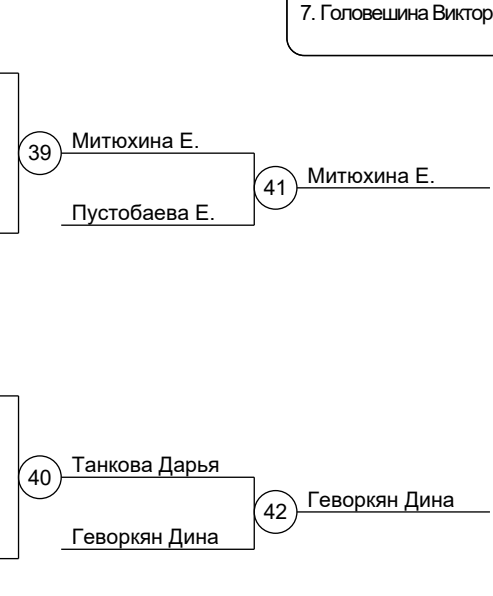 7. Головешина Виктор
39
Митюхина Е.
41
Митюхина Е.
Пустобаева Е.
40
Танкова Дарья
42
Геворкян Дина
Геворкян Дина